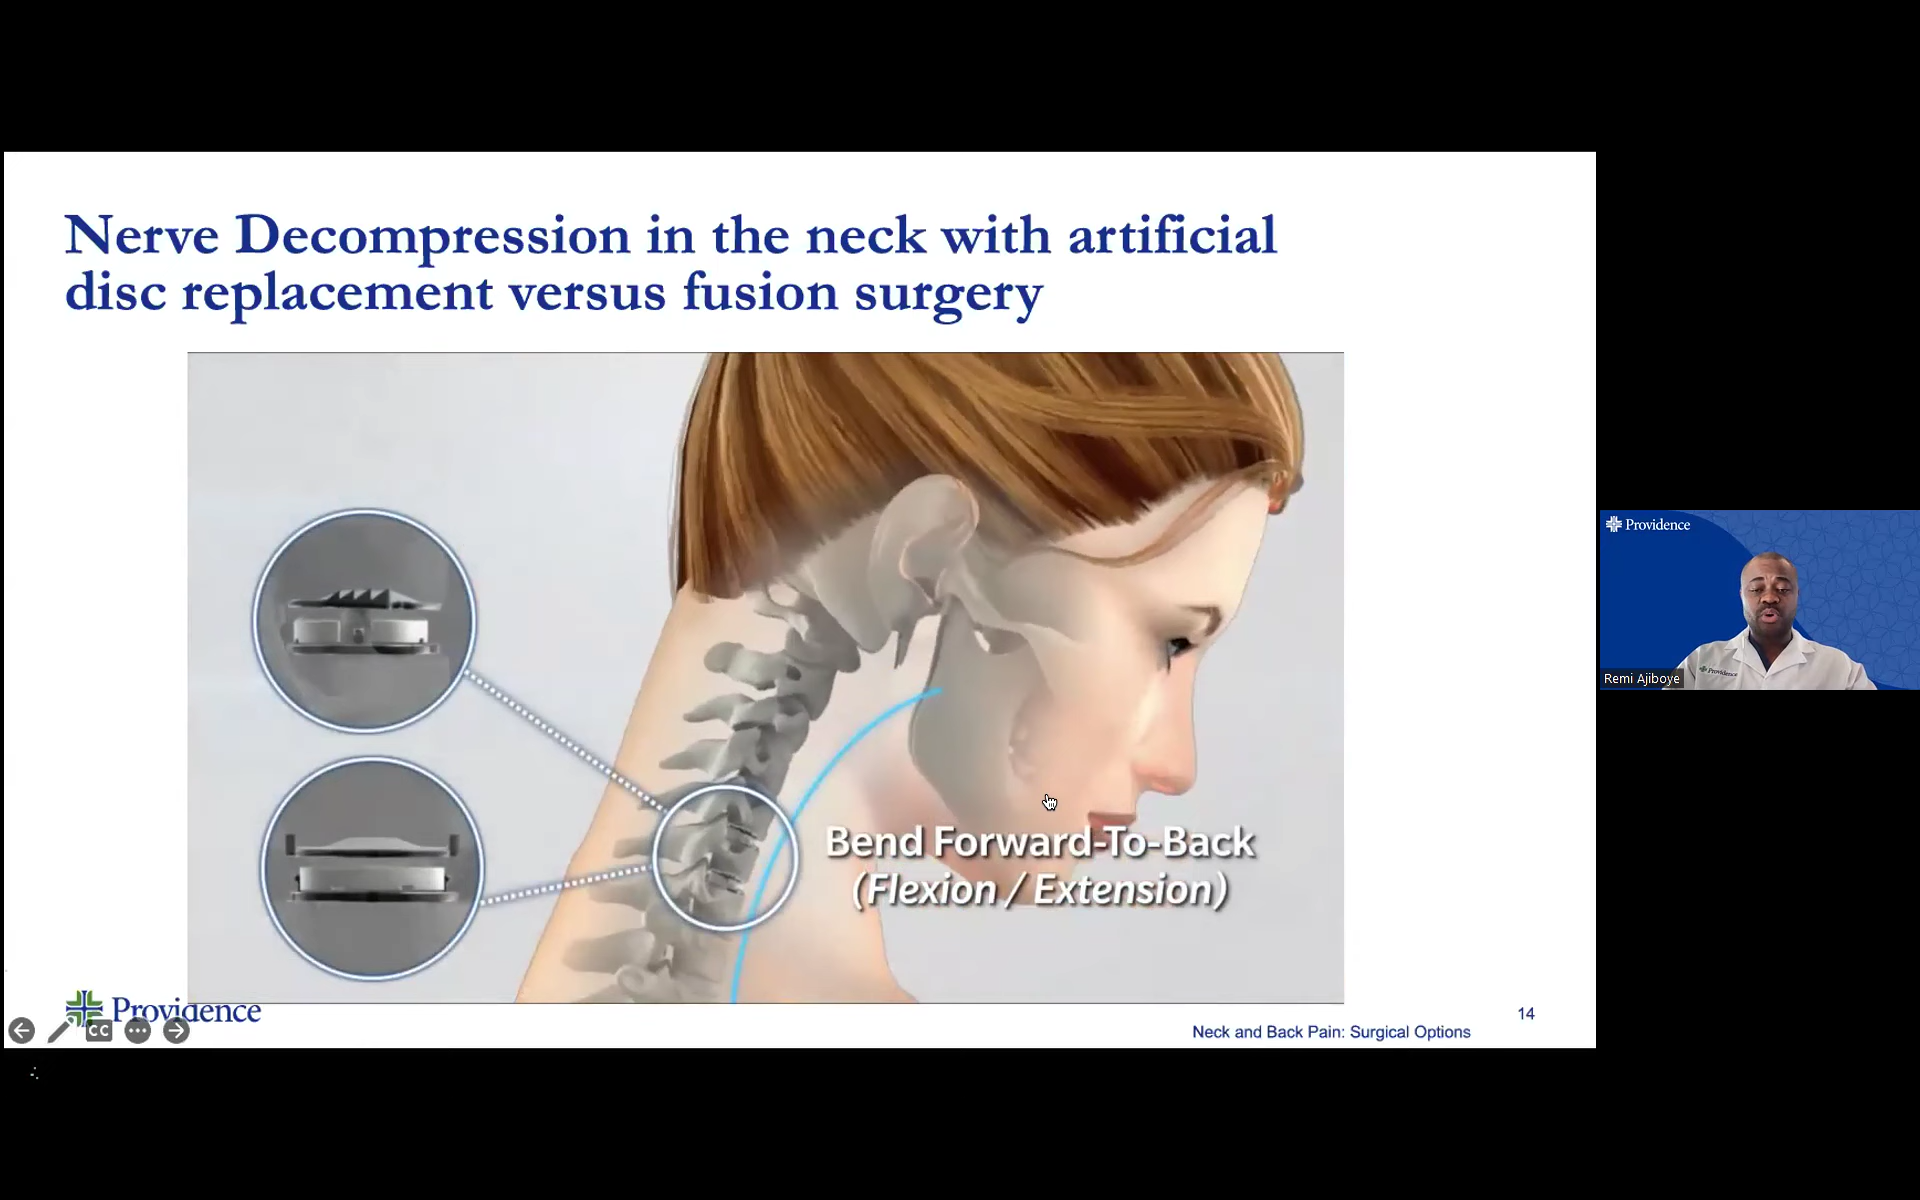 Nerve Decompression in the neck with artificial
disc replacement versus fusion surgery
Bend Forward-To-Back
(Flexion / Extension)
Providence
CC
14
Neck and Back Pain: Surgical Options
Providence
Providence
Remi Ajiboye